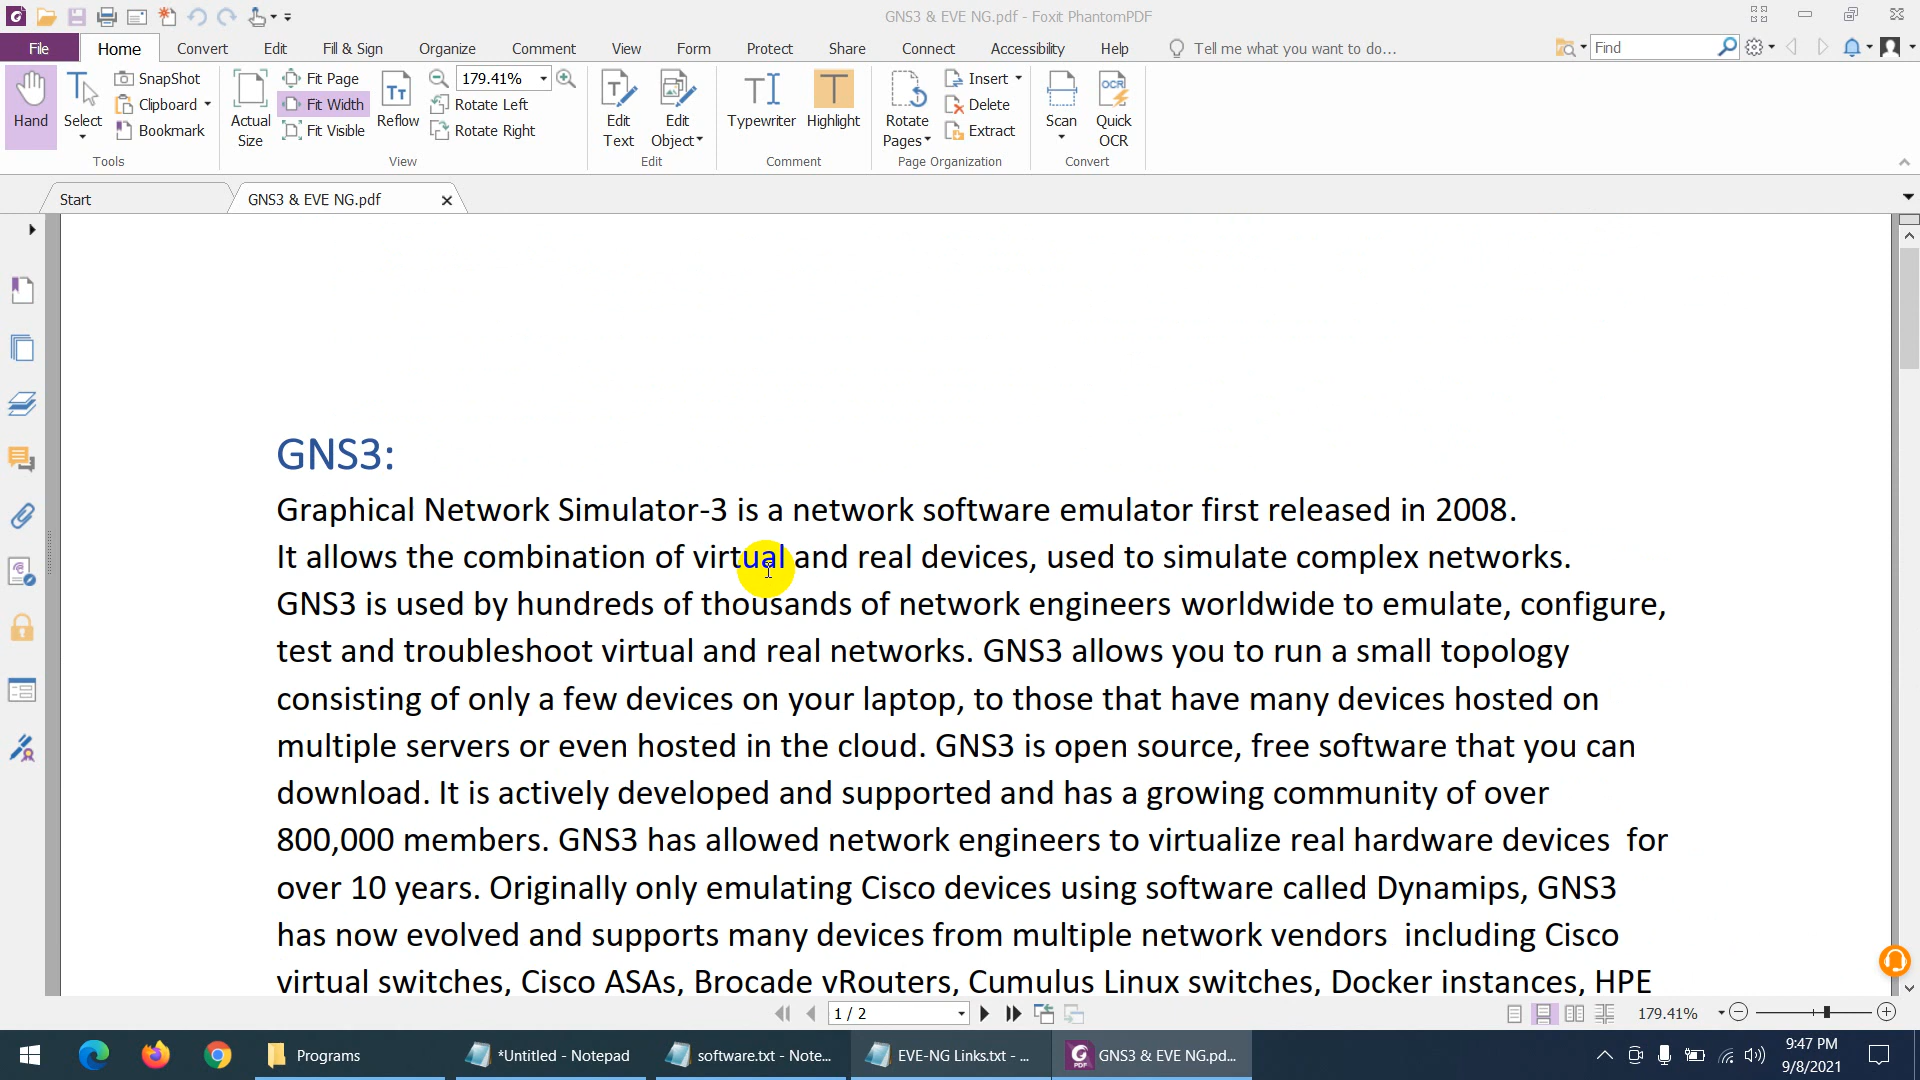 GNS3 & EVE NG.pdf - Foxit PhantomPDF
File Home Convert Edit Fill & Sign Organize Comment View Form Protect Share Connect Accessibility Help Tell me what you want to do... Find
Hand
Select
SnapShot
Clipboard
Bookmark
Tools
Actual Size
Fit Page
Fit Width
Fit Visible
Reflow
179.41%
Rotate Left
Rotate Right
View
Edit Text
Edit Object
Edit
Typewriter
Highlight
Comment
Rotate Pages
Insert
Delete
Extract
Page Organization
Scan
Quick OCR
Convert
Start
GNS3 & EVE NG.pdf
GNS3:
Graphical Network Simulator-3 is a network software emulator first released in 2008.
It allows the combination of virtual and real devices, used to simulate complex networks.
GNS3 is used by hundreds of thousands of network engineers worldwide to emulate, configure,
test and troubleshoot virtual and real networks. GNS3 allows you to run a small topology
consisting of only a few devices on your laptop, to those that have many devices hosted on
multiple servers or even hosted in the cloud. GNS3 is open source, free software that you can
download. It is actively developed and supported and has a growing community of over
800,000 members. GNS3 has allowed network engineers to virtualize real hardware devices for
over 10 years. Originally only emulating Cisco devices using software called Dynamips, GNS3
has now evolved and supports many devices from multiple network vendors including Cisco
virtual switches, Cisco ASAs, Brocade vRouters, Cumulus Linux switches, Docker instances, HPE
1 / 2
179.41%
Programs
*Untitled - Notepad
software.txt - Note...
EVE-NG Links.txt - ...
GNS3 & EVE NG.pd...
9:47 PM
9/8/2021